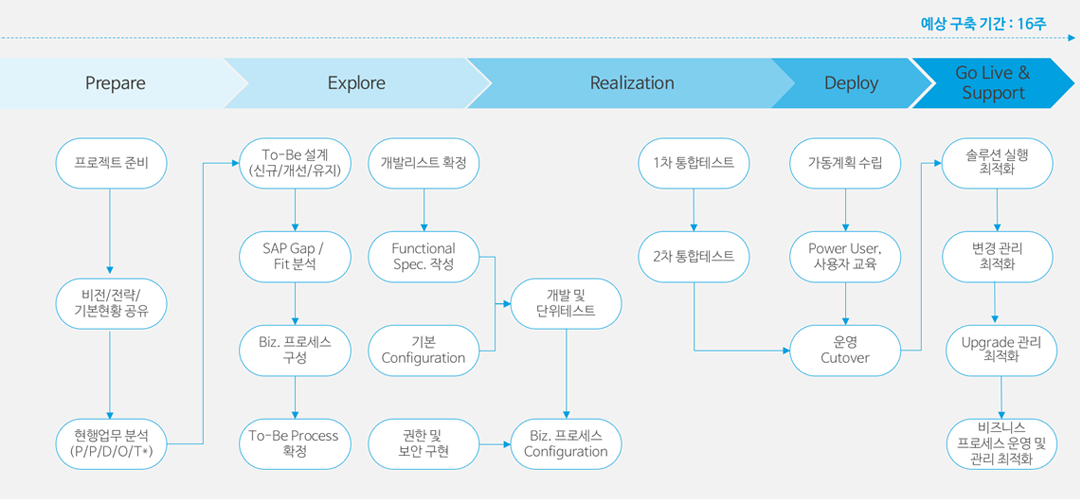 예상 구축 기간 : 16주
Prepare
Explore
Realization
Deploy
Go Live &
Support
프로젝트 준비
비전/전략/
기본현황 공유
현행업무 분석
(P/P/D/O/T*)
To-Be 설계
(신규/개선/유지)
SAP Gap /
Fit 분석
Biz. 프로세스
구성
To-Be Process
확정
개발리스트 확정
Functional
Spec. 작성
기본
Configuration
권한 및
보안 구현
개발 및
단위테스트
Biz. 프로세스
Configuration
1차 통합테스트
2차 통합테스트
가동계획 수립
Power User,
사용자 교육
운영
Cutover
솔루션 실행
최적화
변경 관리
최적화
Upgrade 관리
최적화
비즈니스
프로세스 운영 및
관리 최적화